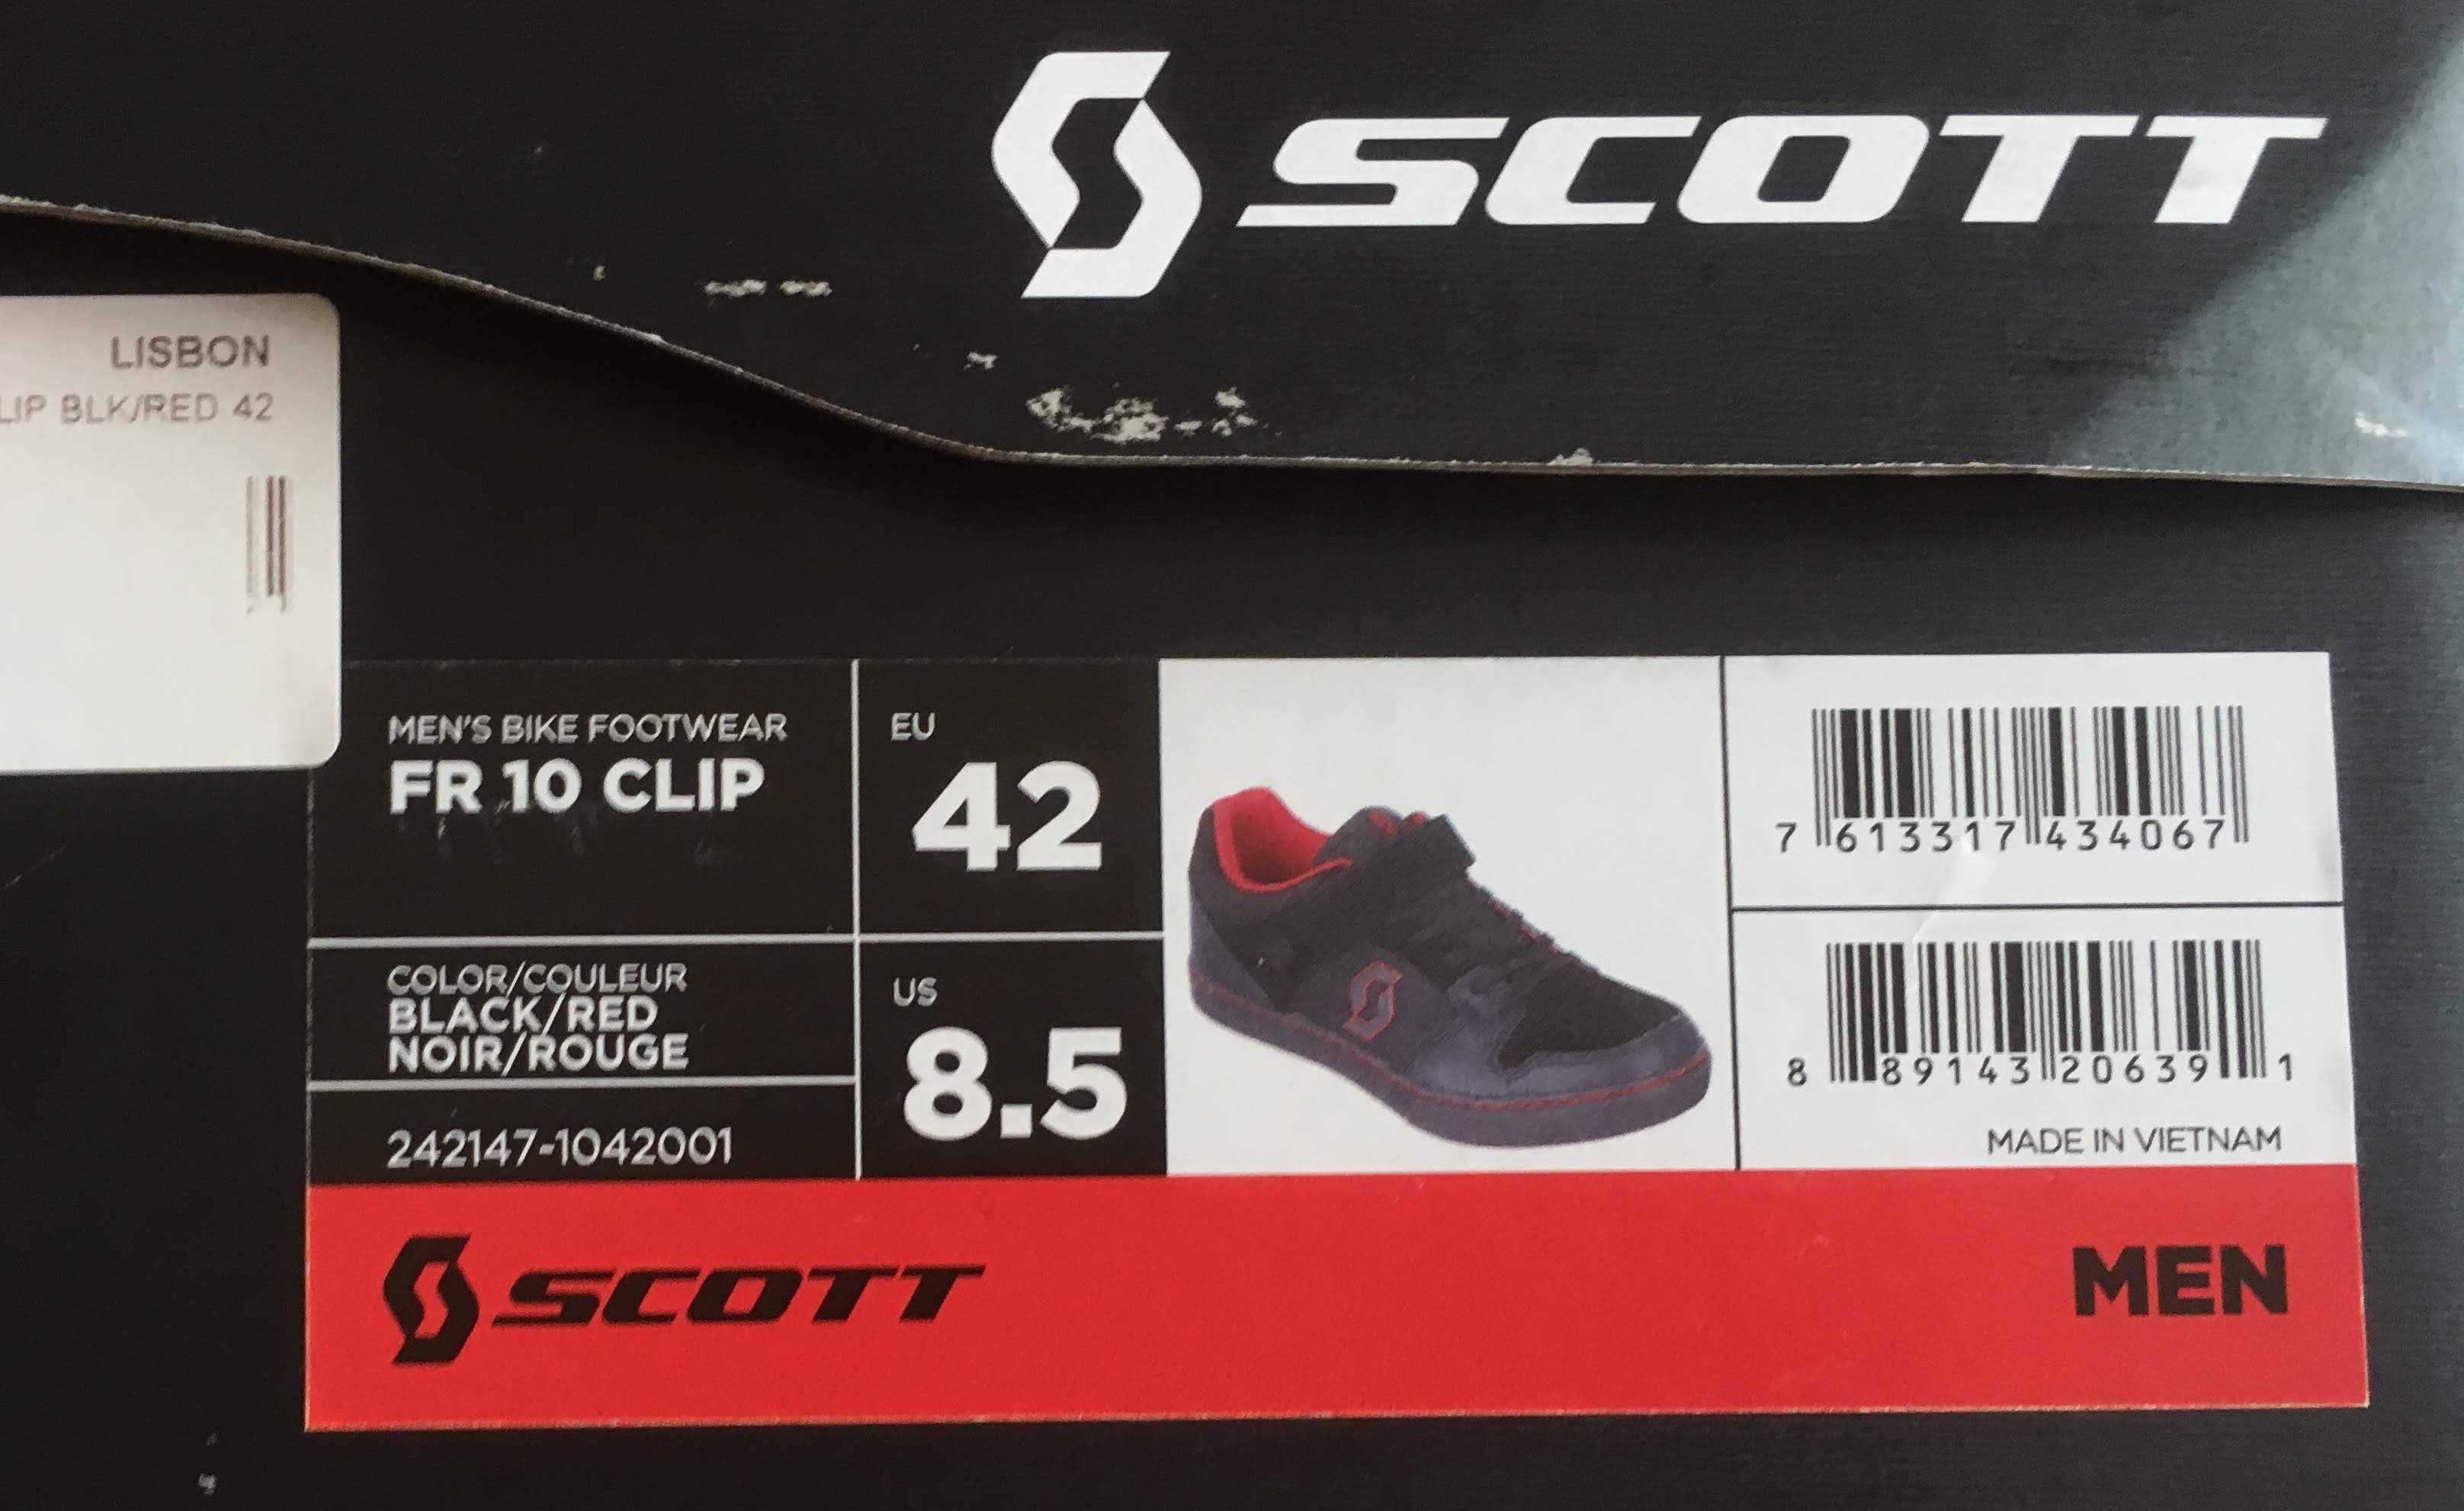 SCOTT
LISBON
LIP BLK/RED 42
MEN'S BIKE FOOTWEAR
FR 10 CLIP
EU
42
COLOR/COULEUR
BLACK/RED
NOIR/ROUGE
US
8.5
242147-1042001
7 613317 434067
8 89143 20639 1
MADE IN VIETNAM
SCOTT
MEN